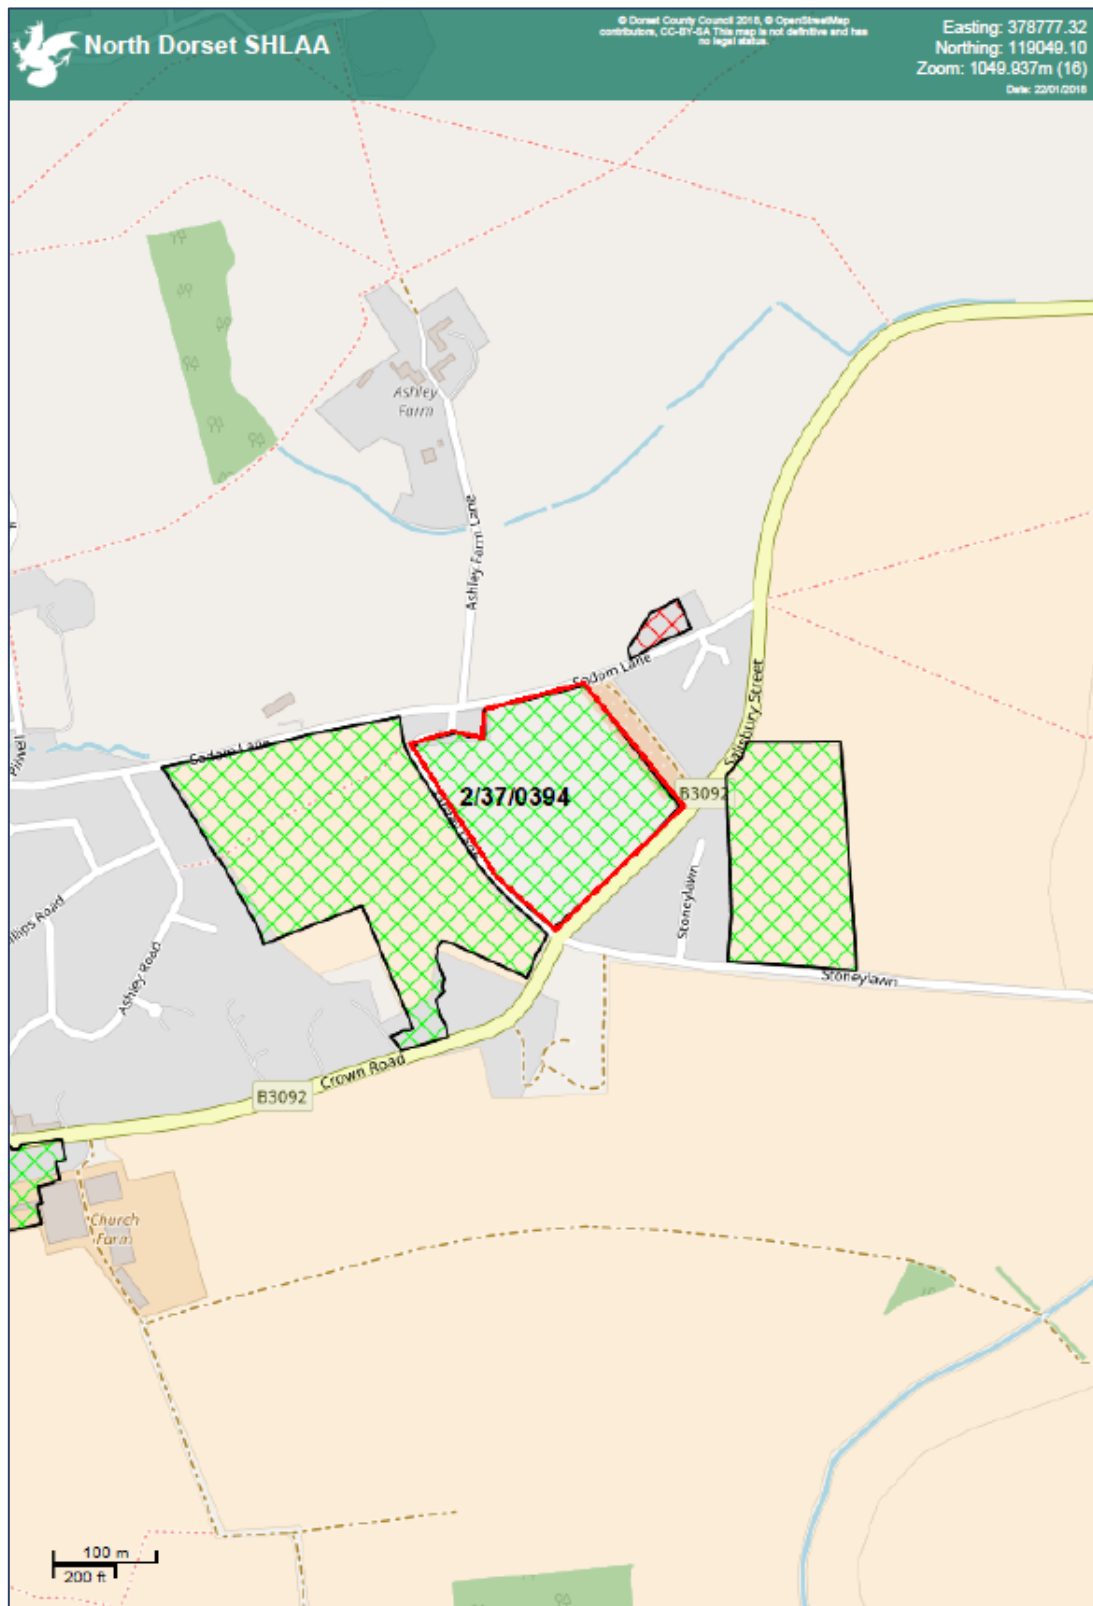 North Dorset SHLAA
© Dorset County Council 2018, © OpenStreetMap
contributors, CC-BY-SA This map is not definitive and has
no legal status.
Easting: 378777.32
Northing: 119049.10
Zoom: 1049.937m (16)
Date: 22/01/2018
Ashley
Farm
Ashley Farm Lane
Sodam Lane
Salisbury Street
Sodam Lane
2/37/0394
B3092
Stoneylawn
Ashley Road
Stoneylawn
Crown Road
B3092
Church
Farm
100 m
200 ft